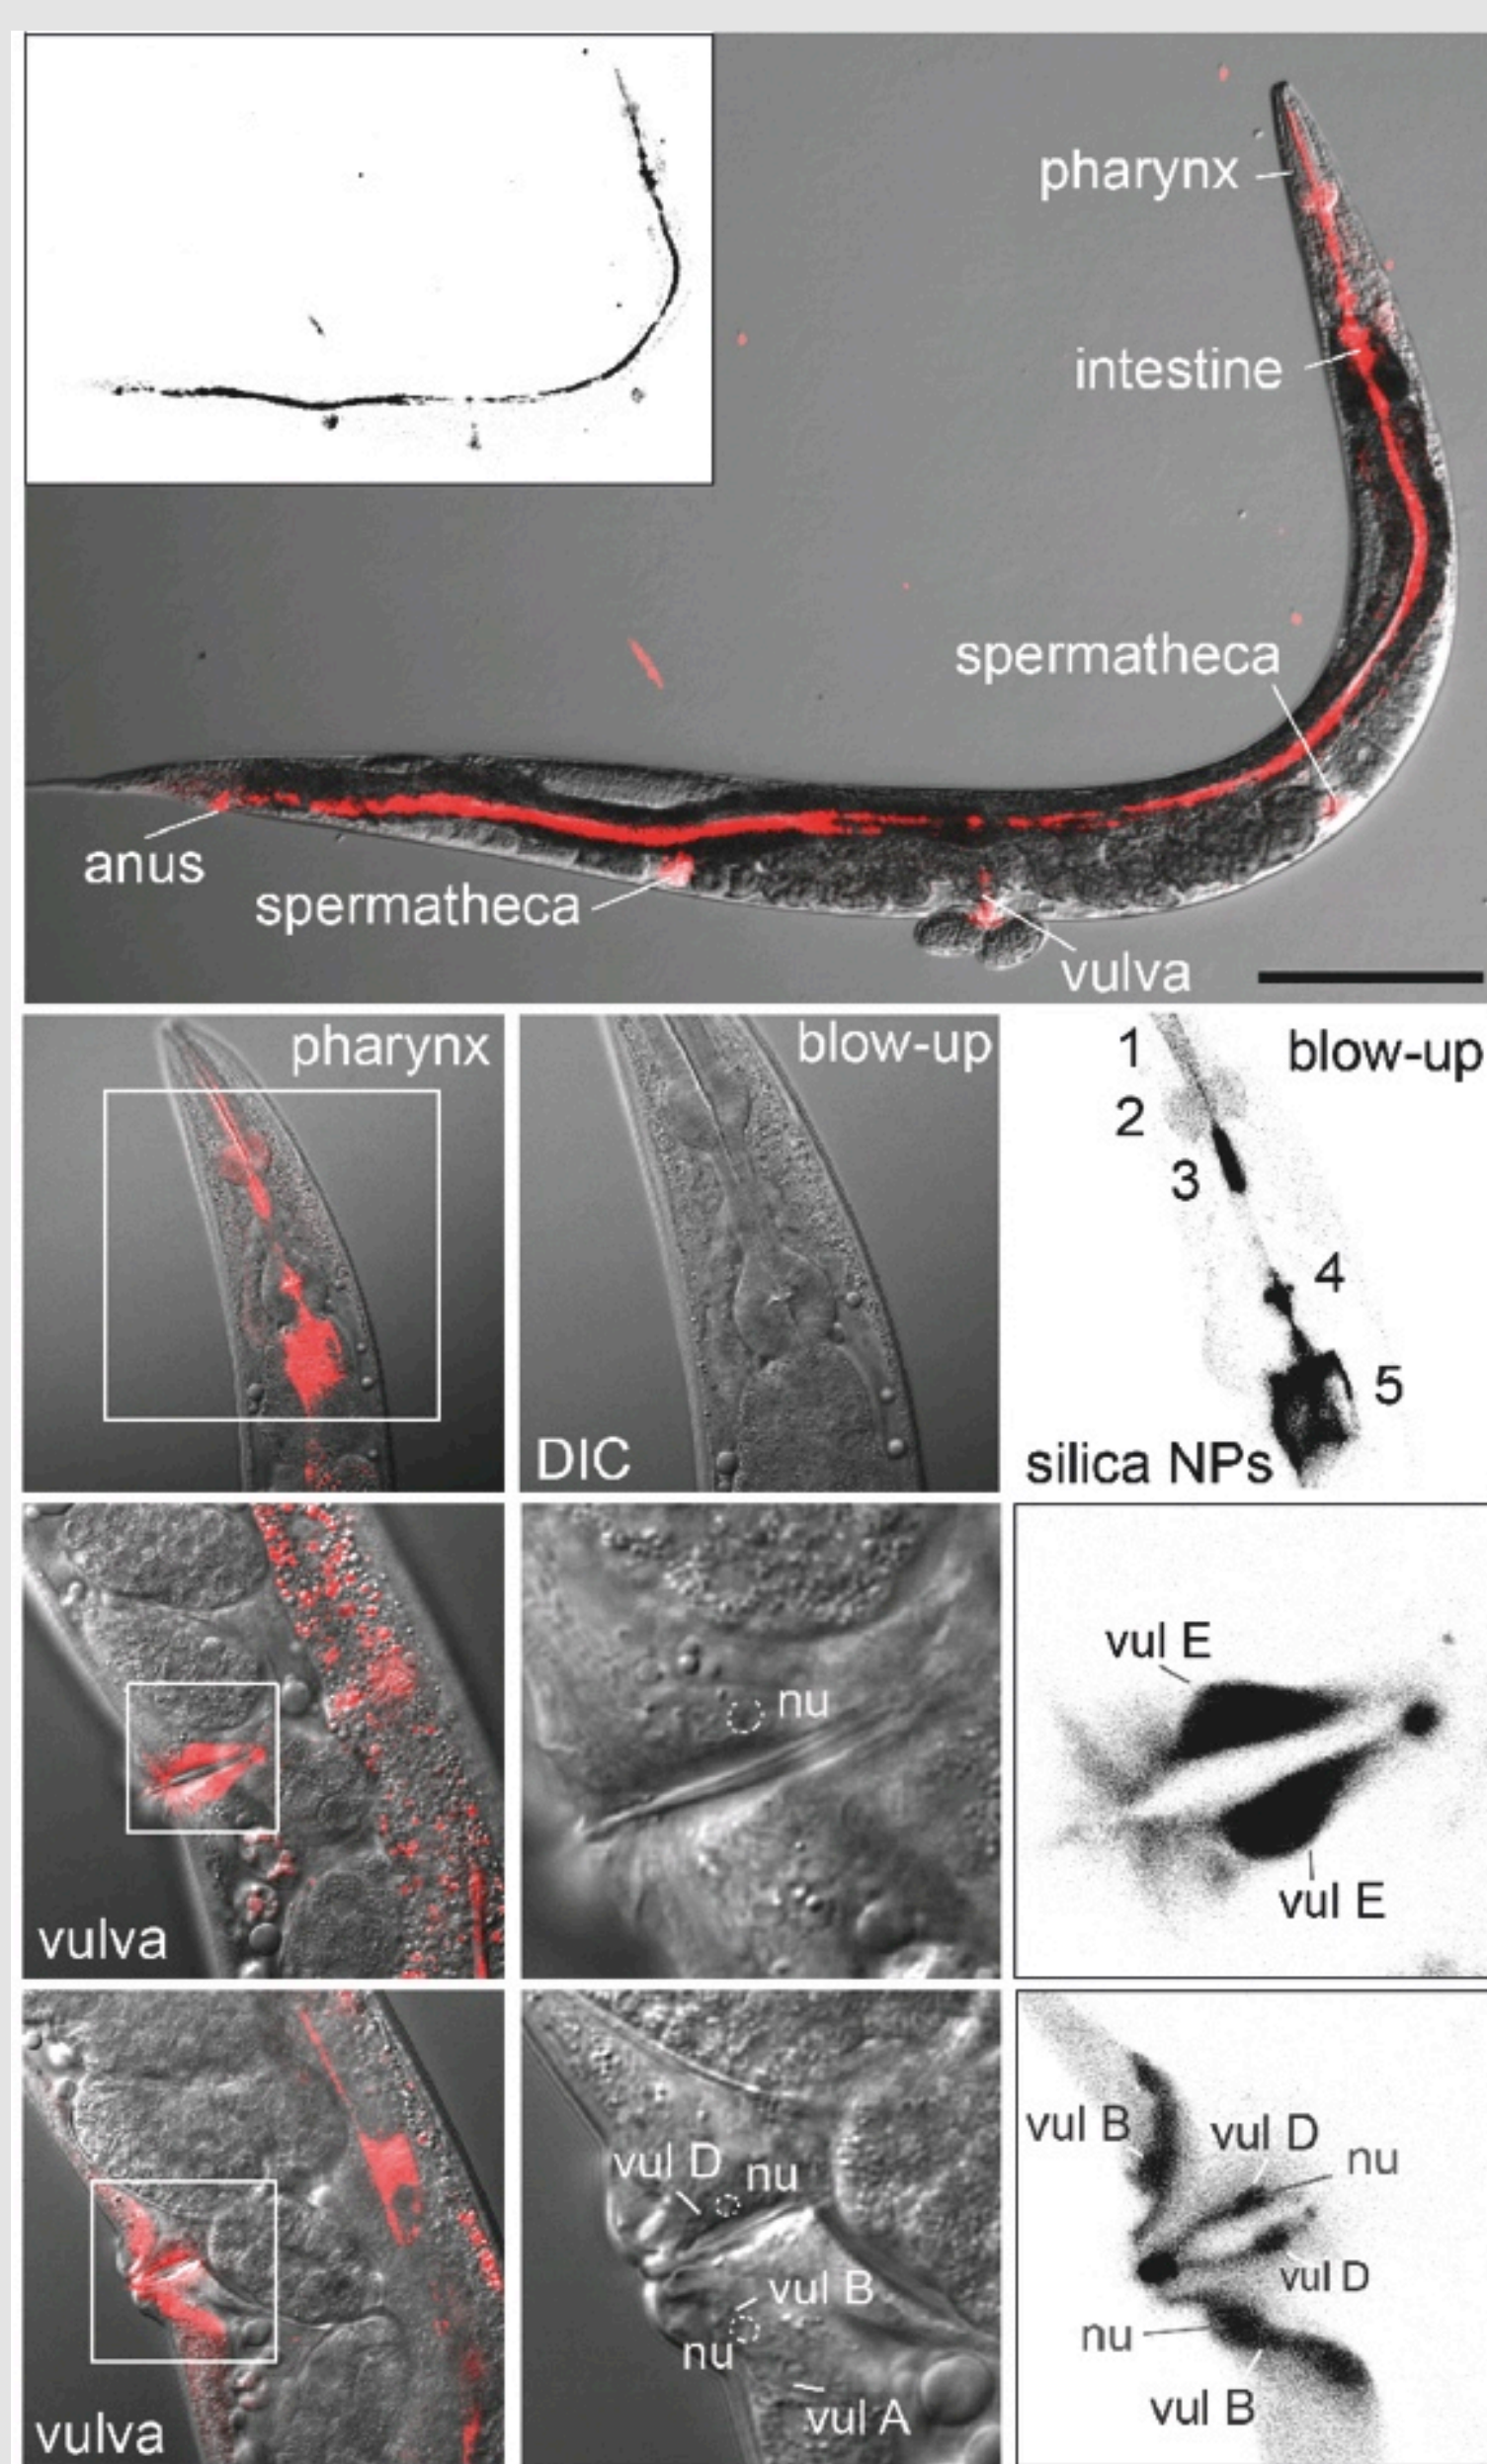 pharynx
intestine
spermatheca
anus
spermatheca
vulva
pharynx
blow-up
DIC
1
blow-up
2
3
4
5
silica NPs
vulva
nu
vul E
vul E
vulva
vul D
nu
vul B
nu
vul A
vul B
vul D
nu
vul D
nu
vul B